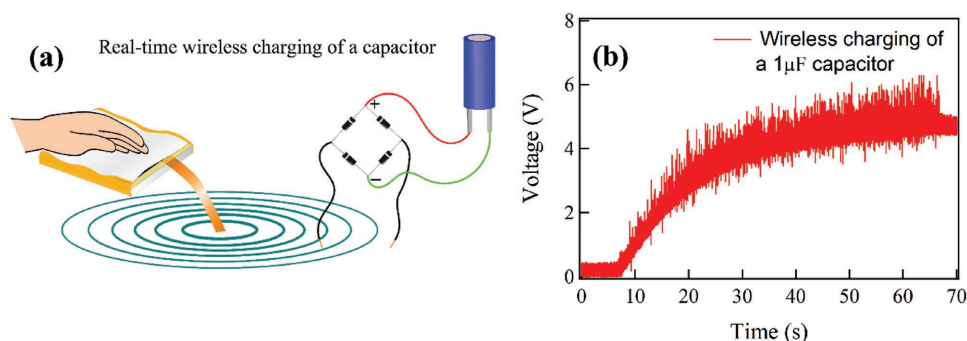 (a)
Real-time wireless charging of a capacitor
+
−
(b)
Wireless charging of
a 1μF capacitor
Voltage (V)
8
6
4
2
0
0 10 20 30 40 50 60 70
Time (s)